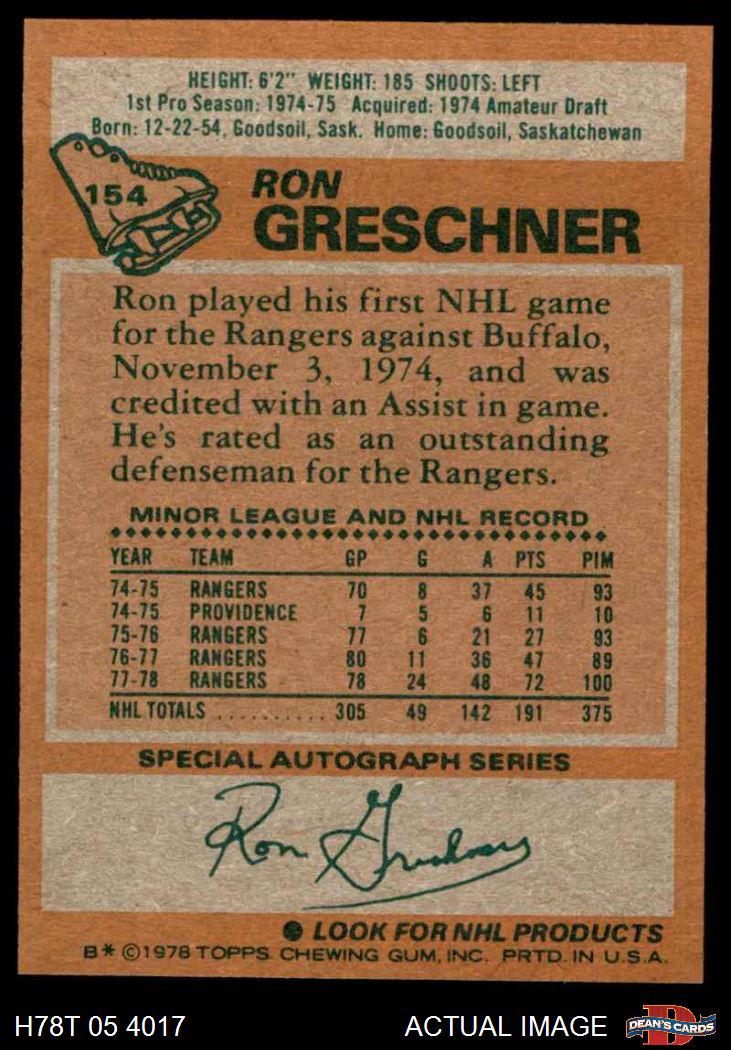 HEIGHT: 6'2" WEIGHT: 185 SHOOTS: LEFT
1st Pro Season: 1974-75 Acquired: 1974 Amateur Draft
Born: 12-22-54, Goodsoil, Sask. Home: Goodsoil, Saskatchewan
154
RON
GRESCHNER
Ron played his first NHL game
for the Rangers against Buffalo,
November 3, 1974, and was
credited with an Assist in game.
He's rated as an outstanding
defenseman for the Rangers.
MINOR LEAGUE AND NHL RECORD
YEAR TEAM GP G A PTS PIM
74-75 RANGERS 70 8 37 45 93
74-75 PROVIDENCE 7 5 6 11 10
75-76 RANGERS 77 6 21 27 93
76-77 RANGERS 80 11 36 47 89
77-78 RANGERS 78 24 48 72 100
NHL TOTALS .......... 305 49 142 191 375
SPECIAL AUTOGRAPH SERIES
Ron Greschner
● LOOK FOR NHL PRODUCTS
B* ©1978 TOPPS CHEWING GUM, INC. PRTD. IN U.S.A.
H78T 05 4017 ACTUAL IMAGE D DEAN'S CARDS